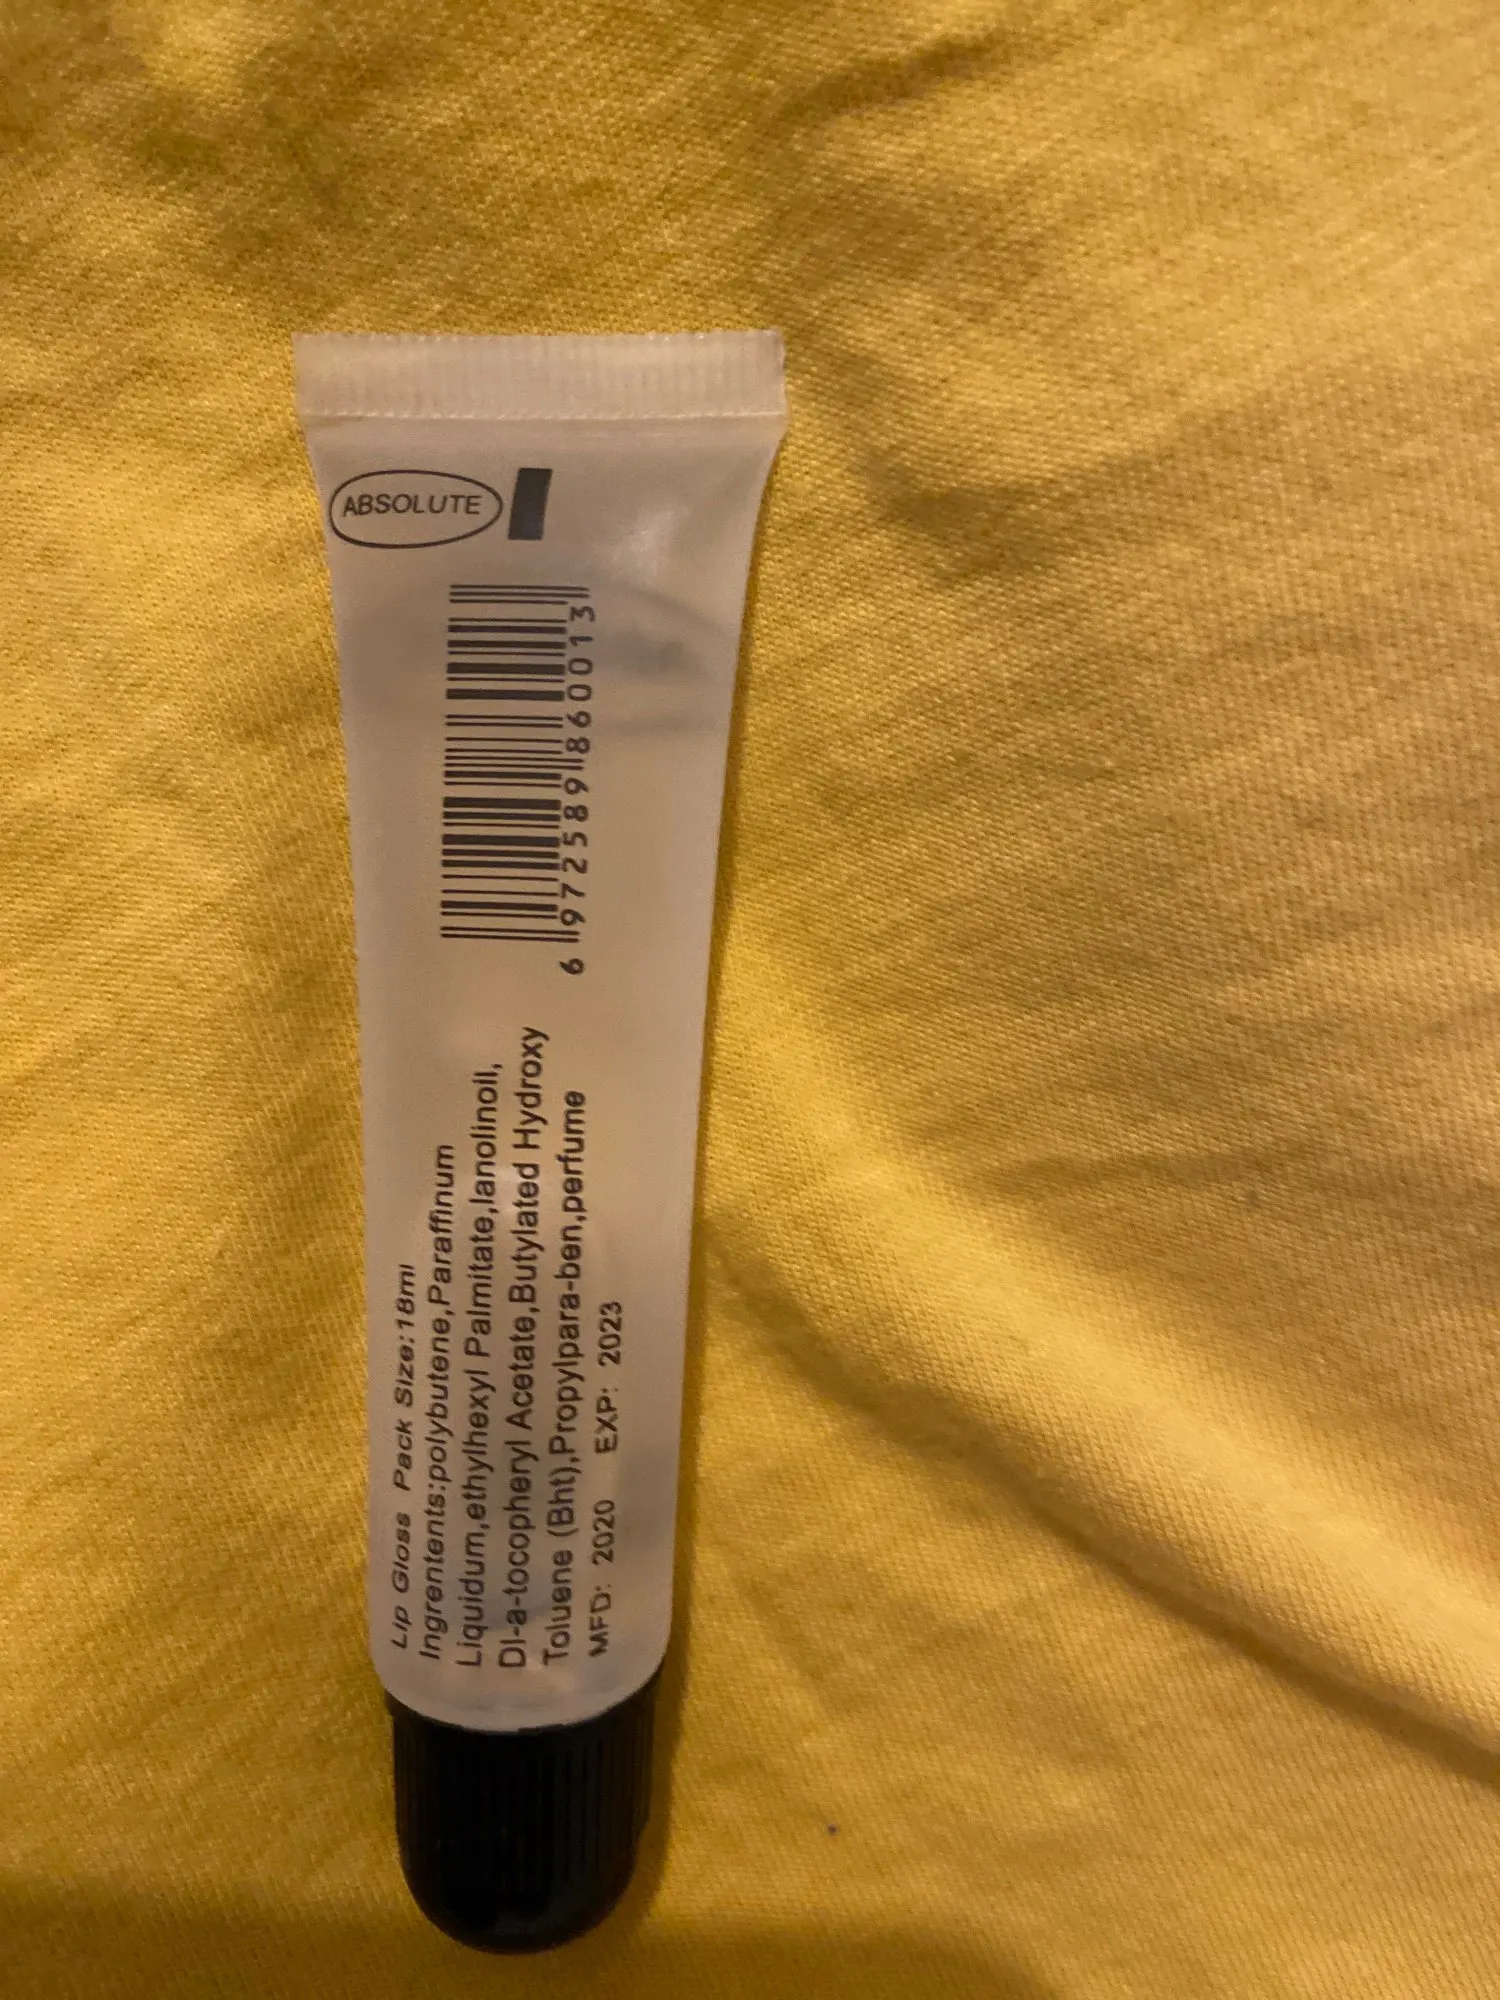 ABSOLUTE
6 972589 860013
Lip Gloss Pack Size:18ml
Ingrentents:polybutene,Paraffinum
Liquidum,ethylhexyl Palmitate,lanolinoil,
Dl-a-tocopheryl Acetate,Butylated Hydroxy
Toluene (Bht),Propylpara-ben,perfume
MFD: 2020 EXP: 2023